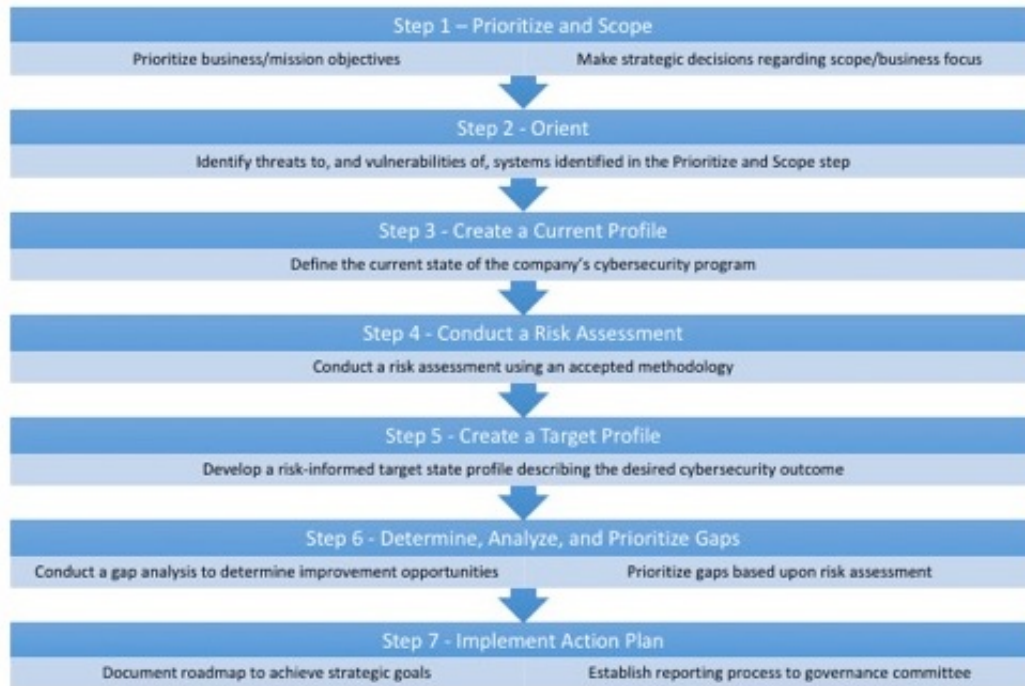 Step 1 – Prioritize and Scope
Prioritize business/mission objectives
Make strategic decisions regarding scope/business focus
Step 2 - Orient
Identify threats to, and vulnerabilities of, systems identified in the Prioritize and Scope step
Step 3 - Create a Current Profile
Define the current state of the company's cybersecurity program
Step 4 - Conduct a Risk Assessment
Conduct a risk assessment using an accepted methodology
Step 5 - Create a Target Profile
Develop a risk-informed target state profile describing the desired cybersecurity outcome
Step 6 - Determine, Analyze, and Prioritize Gaps
Conduct a gap analysis to determine improvement opportunities
Prioritize gaps based upon risk assessment
Step 7 - Implement Action Plan
Document roadmap to achieve strategic goals
Establish reporting process to governance committee